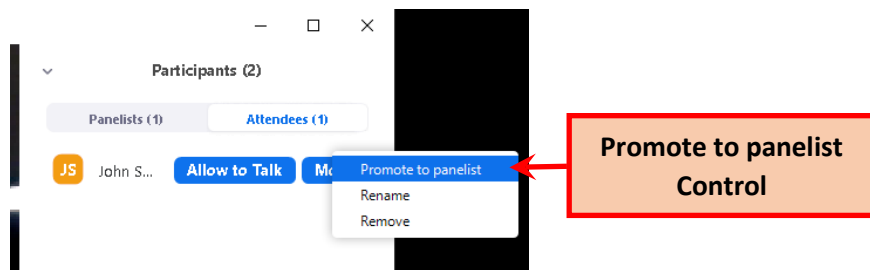 Participants (2)
Panelists (1) Attendees (1)
JS John S... Allow to Talk Mo
Promote to panelist
Rename
Remove
Promote to panelist
Control